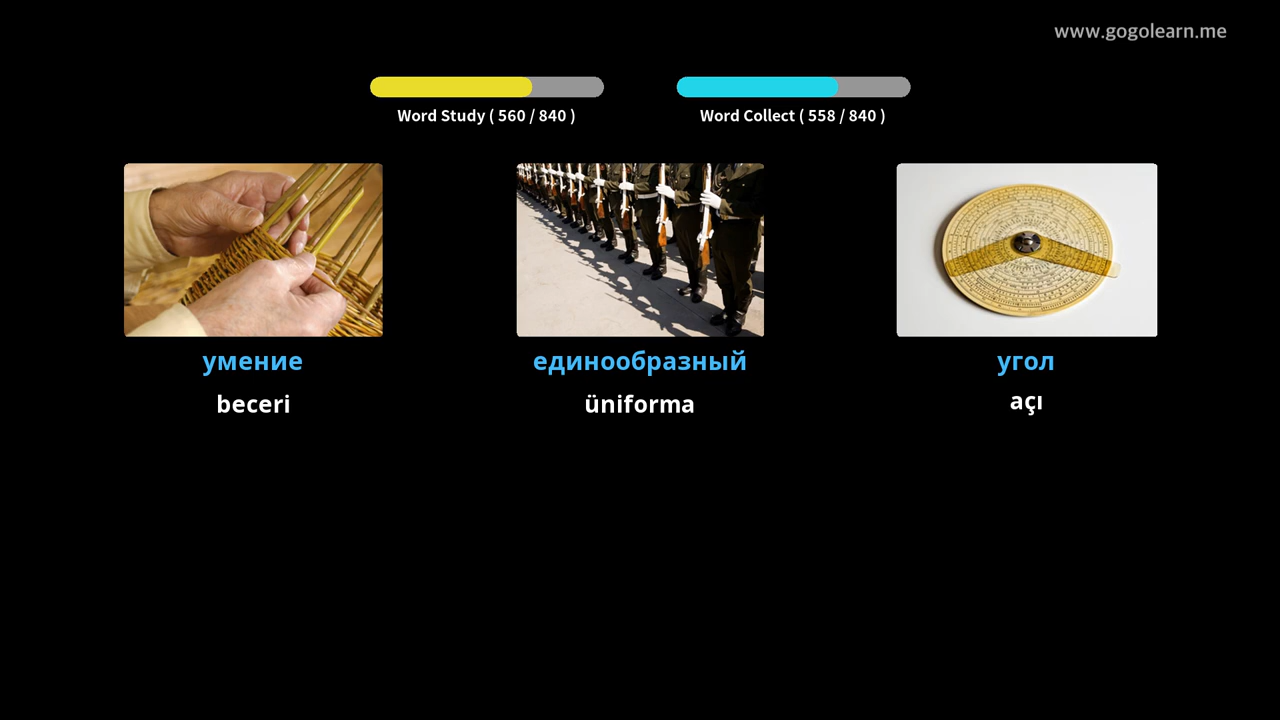 www.gogolearn.me
Word Study ( 560 / 840 )
Word Collect ( 558 / 840 )
умение
единообразный
угол
beceri
üniforma
açı